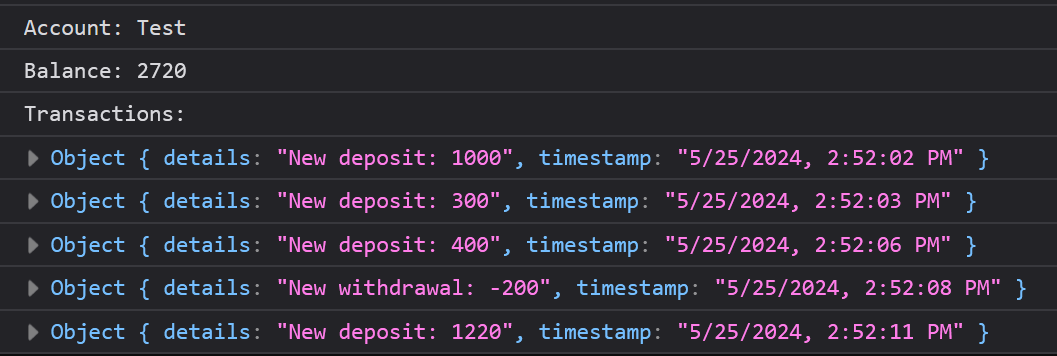 Account: Test
Balance: 2720
Transactions:
Object { details: "New deposit: 1000", timestamp: "5/25/2024, 2:52:02 PM" }
Object { details: "New deposit: 300", timestamp: "5/25/2024, 2:52:03 PM" }
Object { details: "New deposit: 400", timestamp: "5/25/2024, 2:52:06 PM" }
Object { details: "New withdrawal: -200", timestamp: "5/25/2024, 2:52:08 PM" }
Object { details: "New deposit: 1220", timestamp: "5/25/2024, 2:52:11 PM" }